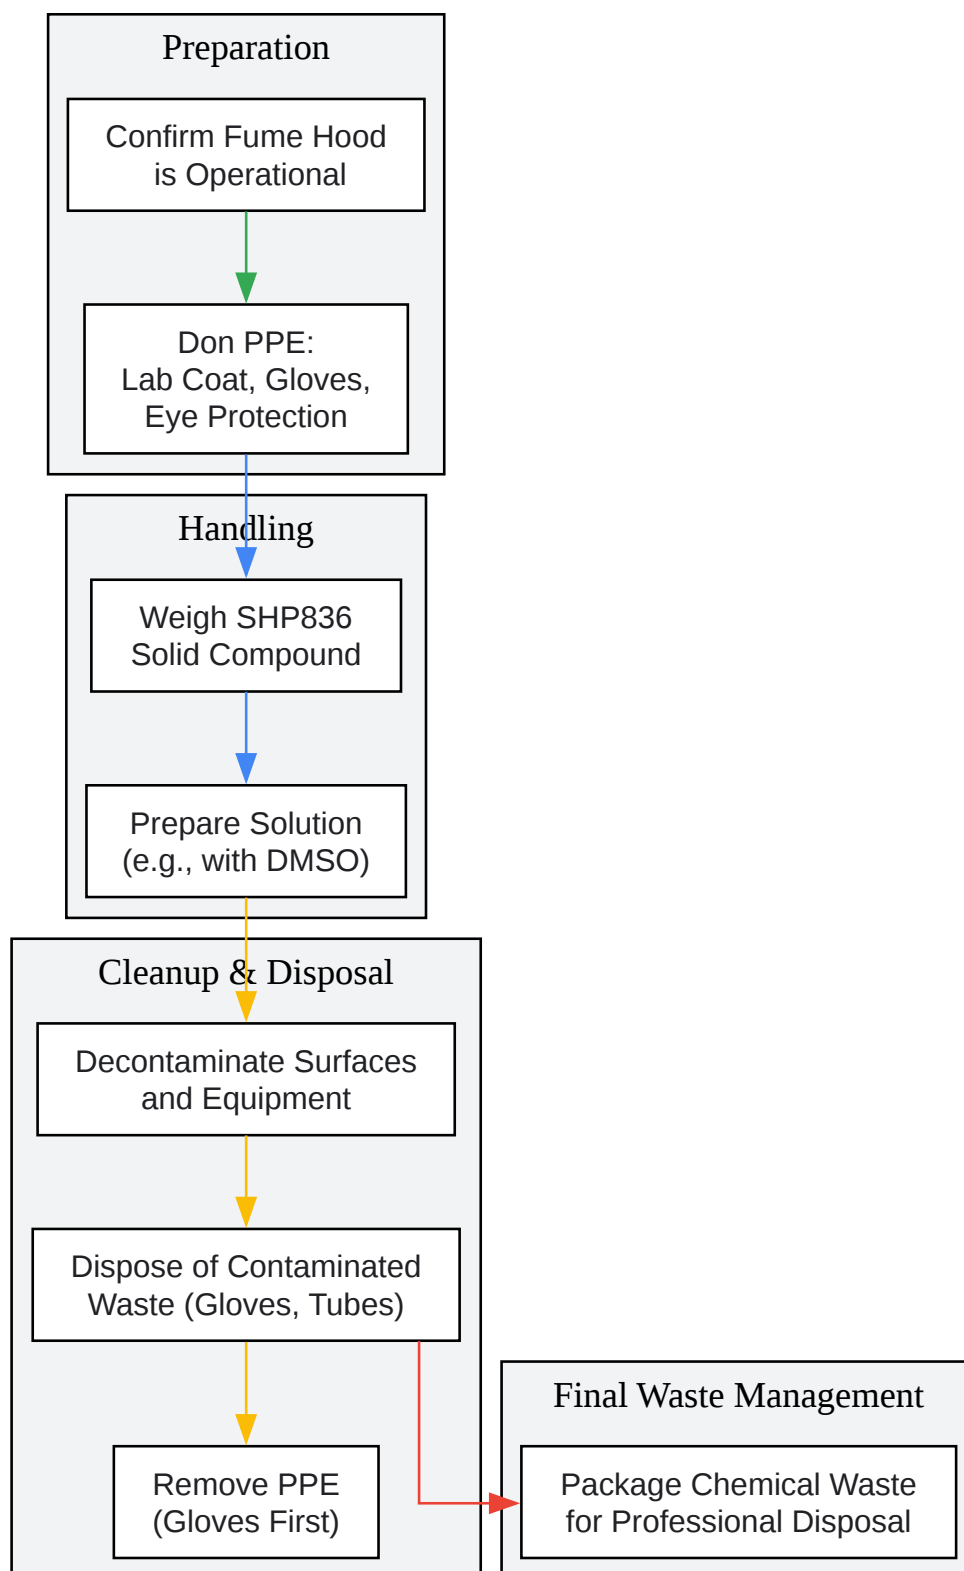 Preparation
Confirm Fume Hood
is Operational
Don PPE:
Lab Coat, Gloves,
Eye Protection
Handling
Weigh SHP836
Solid Compound
Prepare Solution
(e.g., with DMSO)
Cleanup & Disposal
Decontaminate Surfaces
and Equipment
Dispose of Contaminated
Waste (Gloves, Tubes)
Remove PPE
(Gloves First)
Final Waste Management
Package Chemical Waste
for Professional Disposal